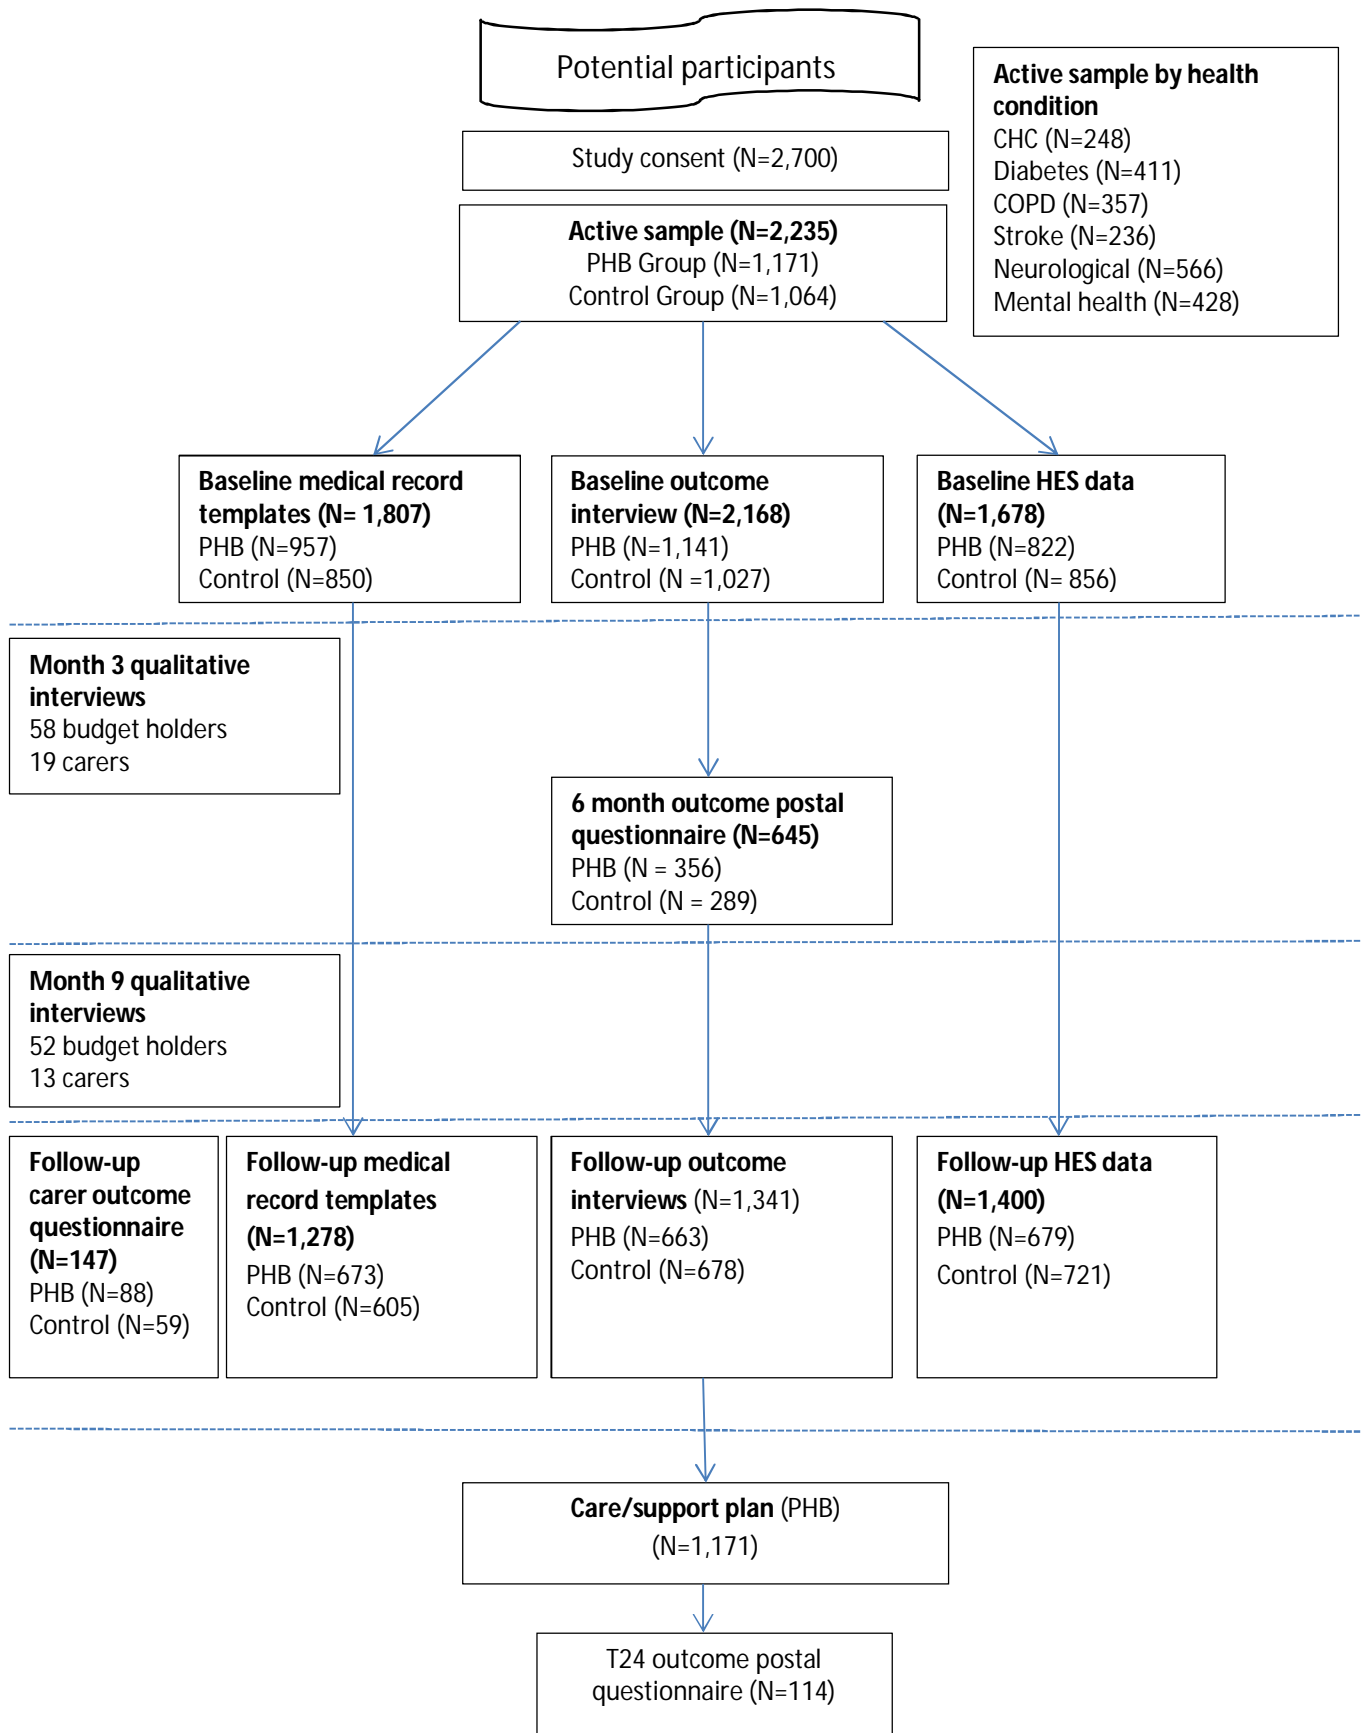 Potential participants
Active sample by health
condition
CHC (N=248)
Diabetes (N=411)
COPD (N=357)
Stroke (N=236)
Neurological (N=566)
Mental health (N=428)
Study consent (N=2,700)
Active sample (N=2,235)
PHB Group (N=1,171)
Control Group (N=1,064)
Baseline medical record
templates (N= 1,807)
PHB (N=957)
Control (N=850)
Baseline outcome
interview (N=2,168)
PHB (N=1,141)
Control (N =1,027)
Baseline HES data
(N=1,678)
PHB (N=822)
Control (N= 856)
Month 3 qualitative
interviews
58 budget holders
19 carers
6 month outcome postal
questionnaire (N=645)
PHB (N = 356)
Control (N = 289)
Month 9 qualitative
interviews
52 budget holders
13 carers
Follow-up
carer outcome
questionnaire
(N=147)
PHB (N=88)
Control (N=59)
Follow-up medical
record templates
(N=1,278)
PHB (N=673)
Control (N=605)
Follow-up outcome
interviews (N=1,341)
PHB (N=663)
Control (N=678)
Follow-up HES data
(N=1,400)
PHB (N=679)
Control (N=721)
Care/support plan (PHB)
(N=1,171)
T24 outcome postal
questionnaire (N=114)